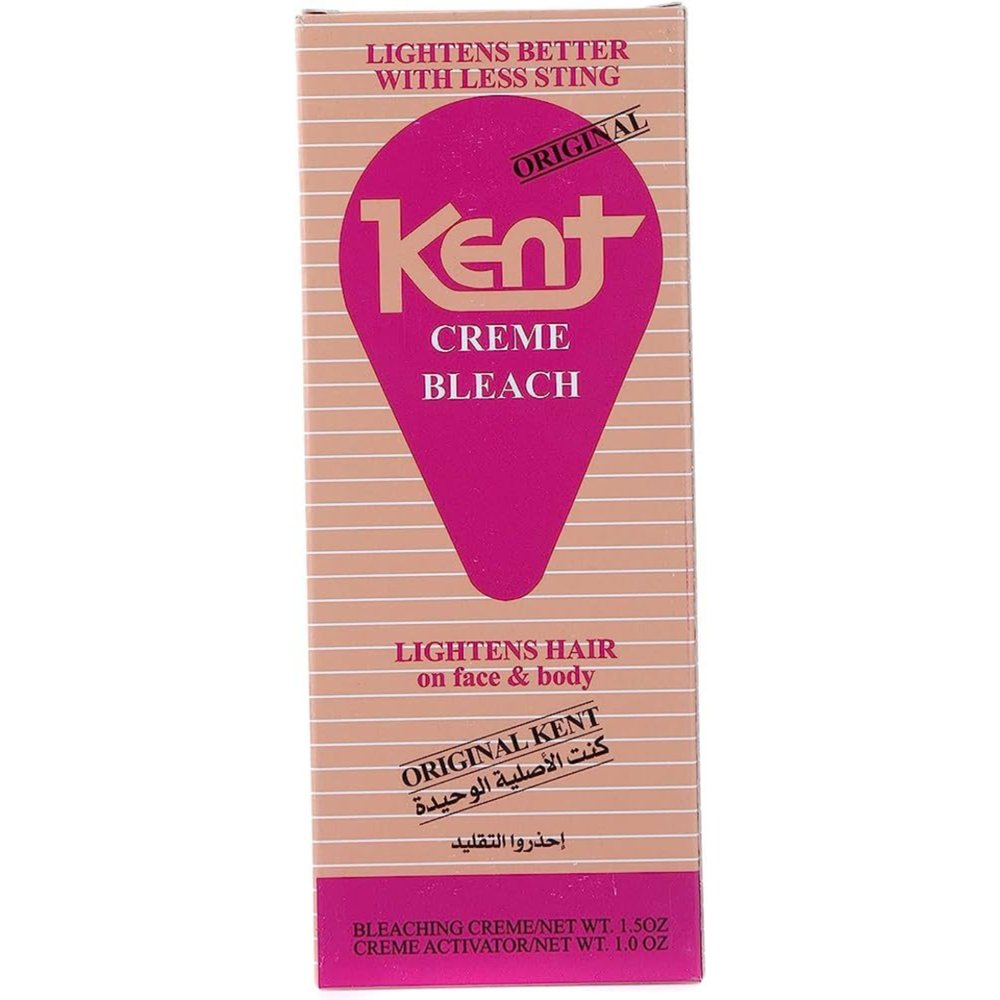 LIGHTENS BETTER
WITH LESS STING
ORIGINAL
Kent
CREME
BLEACH
LIGHTENS HAIR
on face & body
ORIGINAL KENT
كنت الأصلية الوحيدة
إحذروا التقليد
BLEACHING CREME/NET WT. 1.5OZ
CREME ACTIVATOR/NET WT. 1.0 OZ